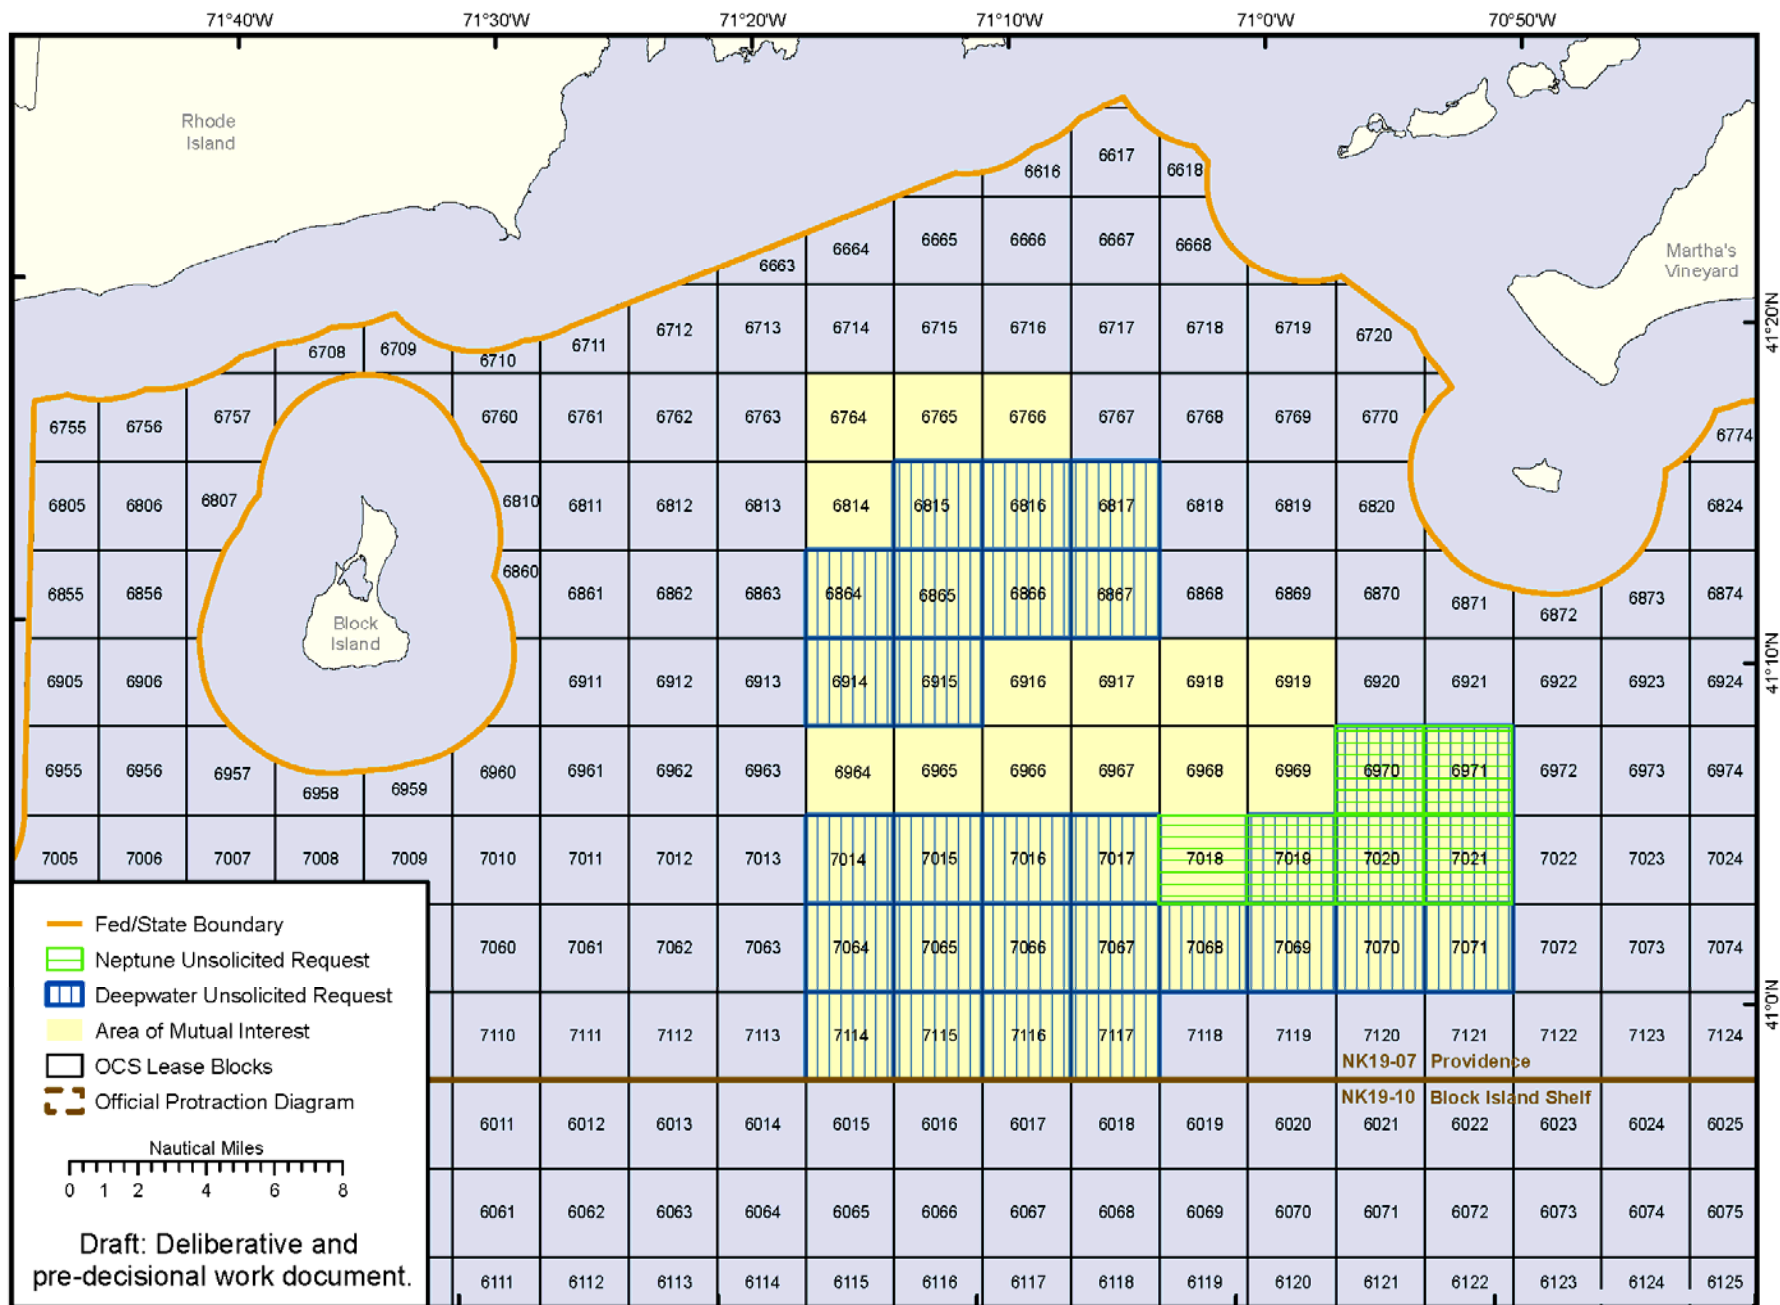 71°40'W 71°30'W 71°20'W 71°10'W 71°0'W 70°50'W
Rhode
Island
6616 6617 6618
Martha's
Vineyard
6663 6664 6665 6666 6667 6668
41°20'N
6708 6709 6710 6711 6712 6713 6714 6715 6716 6717 6718 6719 6720
6755 6756 6757 6760 6761 6762 6763 6764 6765 6766 6767 6768 6769 6770 6774
6805 6806 6807 6810 6811 6812 6813 6814 6815 6816 6817 6818 6819 6820 6824
6855 6856 6860 6861 6862 6863 6864 6865 6866 6867 6868 6869 6870 6871 6872 6873 6874
Block
Island
41°10'N
6905 6906 6911 6912 6913 6914 6915 6916 6917 6918 6919 6920 6921 6922 6923 6924
6955 6956 6957 6958 6959 6960 6961 6962 6963 6964 6965 6966 6967 6968 6969 6970 6971 6972 6973 6974
7005 7006 7007 7008 7009 7010 7011 7012 7013 7014 7015 7016 7017 7018 7019 7020 7021 7022 7023 7024
7060 7061 7062 7063 7064 7065 7066 7067 7068 7069 7070 7071 7072 7073 7074
41°0'N
7110 7111 7112 7113 7114 7115 7116 7117 7118 7119 7120 7121 7122 7123 7124
NK19-07 Providence
NK19-10 Block Island Shelf
6011 6012 6013 6014 6015 6016 6017 6018 6019 6020 6021 6022 6023 6024 6025
6061 6062 6063 6064 6065 6066 6067 6068 6069 6070 6071 6072 6073 6074 6075
6111 6112 6113 6114 6115 6116 6117 6118 6119 6120 6121 6122 6123 6124 6125
Fed/State Boundary
Neptune Unsolicited Request
Deepwater Unsolicited Request
Area of Mutual Interest
OCS Lease Blocks
Official Protraction Diagram
Nautical Miles
0 1 2 4 6 8
Draft: Deliberative and
pre-decisional work document.